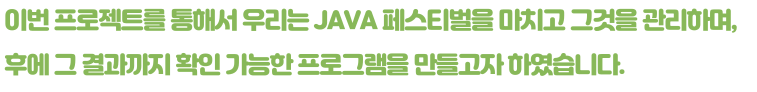 이번 프로젝트를 통해서 우리는 JAVA 페스티벌을 마치고 그것을 관리하며,
후에 그 결과까지 확인 가능한 프로그램을 만들고자 하였습니다.